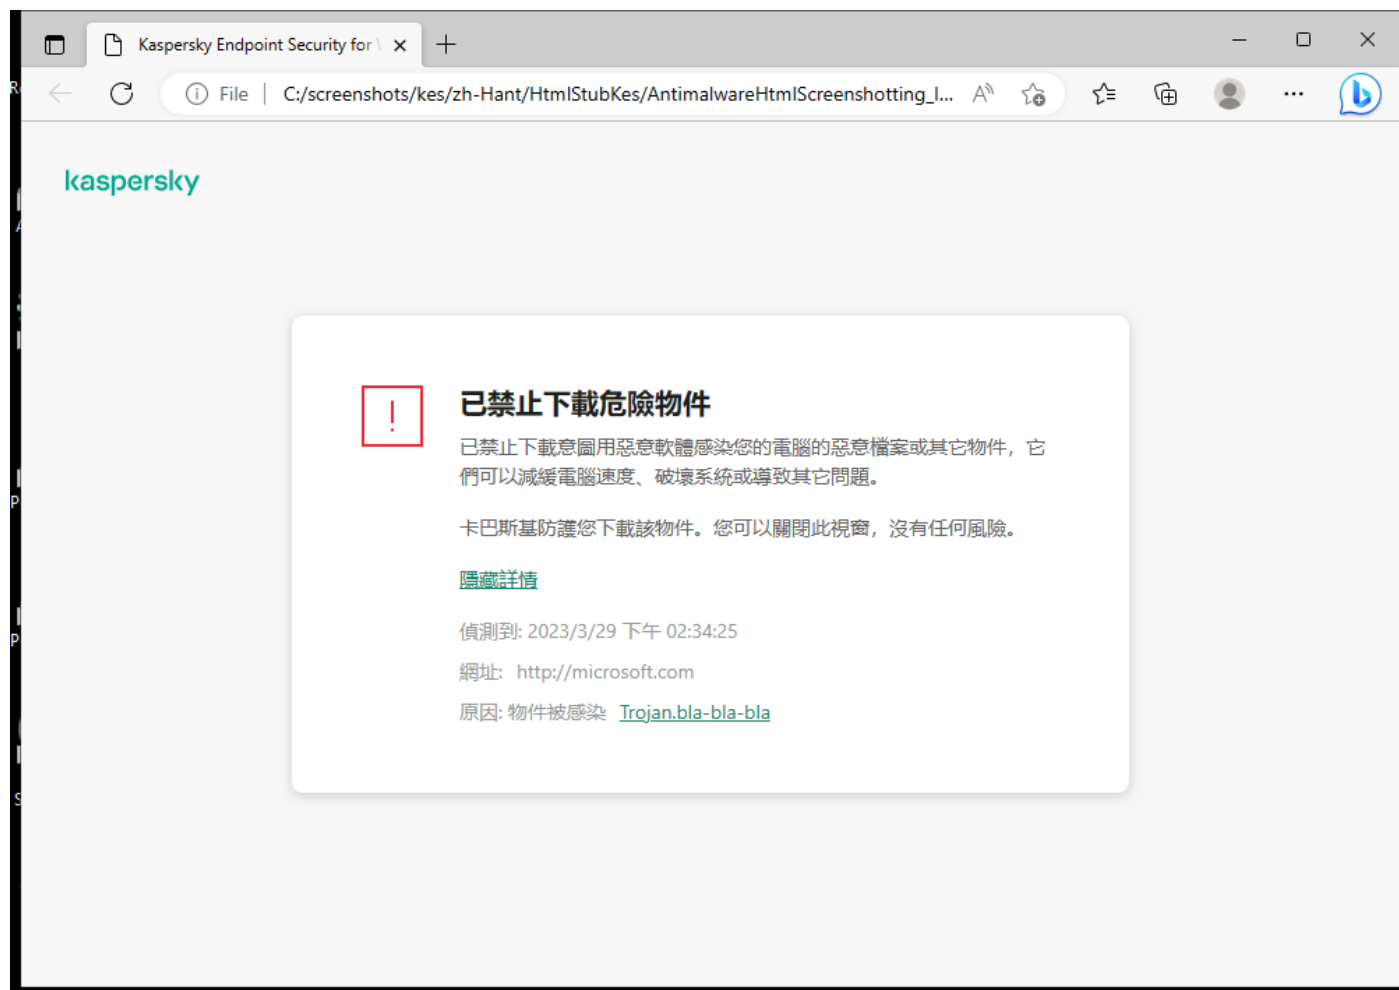 Kaspersky Endpoint Security for
File
C:/screenshots/kes/zh-Hant/HtmlStubKes/AntimalwareHtmlScreenshotting_I...
kaspersky
已禁止下載危險物件
已禁止下載意圖用惡意軟體感染您的電腦的惡意檔案或其它物件，它
們可以減緩電腦速度、破壞系統或導致其它問題。
卡巴斯基防護您下載該物件。您可以關閉此視窗，沒有任何風險。
隱藏詳情
偵測到: 2023/3/29 下午 02:34:25
網址: http://microsoft.com
原因: 物件被感染 Trojan.bla-bla-bla